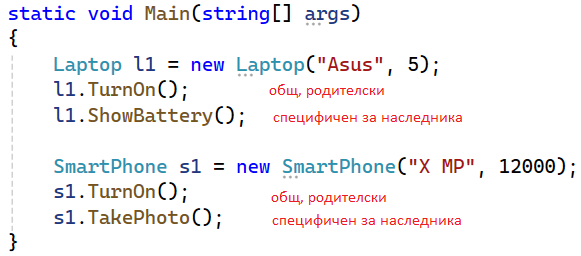 static void Main(string[] args)
{
Laptop l1 = new Laptop("Asus", 5);
l1.TurnOn(); общ, родителски
l1.ShowBattery(); специфичен за наследника
SmartPhone s1 = new SmartPhone("X MP", 12000);
s1.TurnOn(); общ, родителски
s1.TakePhoto(); специфичен за наследника
}